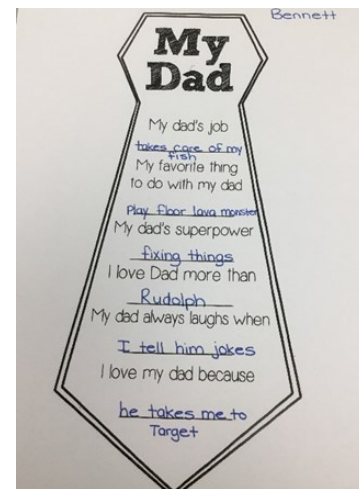 Bennett
My
Dad
My dad's job
takes care of my
fish
My favorite thing
to do with my dad
Play floor lava monster
My dad's superpower
fixing things
I love Dad more than
Rudolph
My dad always laughs when
I tell him jokes
I love my dad because
he takes me to
Target